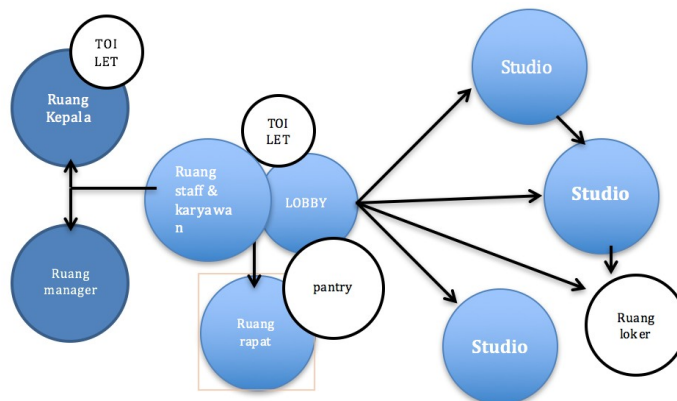 TOI
LET
Ruang
Kepala
Ruang
manager
Ruang
staff &
karyawa
n
TOI
LET
LOBBY
pantry
Ruang
rapat
Studio
Studio
Studio
Ruang
loker